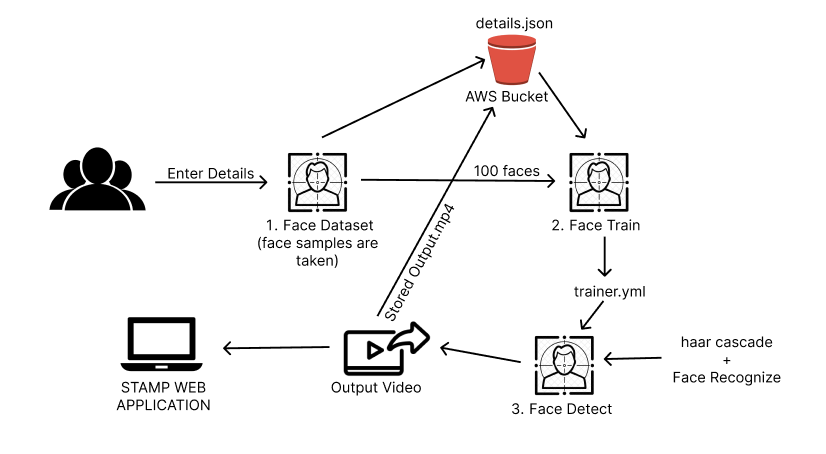 details.json
AWS Bucket
Enter Details
100 faces
1. Face Dataset
(face samples are
taken)
2. Face Train
Stored Output.mp4
trainer.yml
haar cascade
+
Face Recognize
STAMP WEB
APPLICATION
Output Video
3. Face Detect